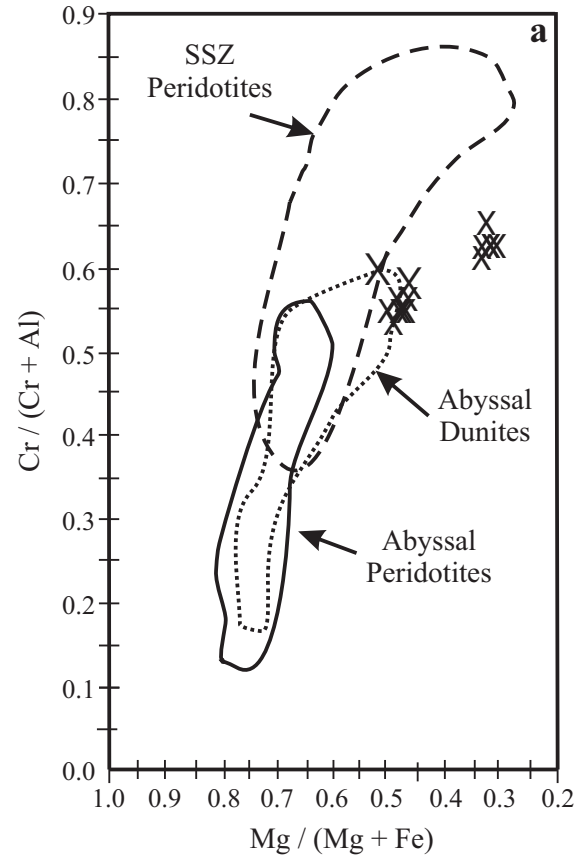 a
SSZ
Peridotites
Abyssal
Dunites
Abyssal
Peridotites
Cr / (Cr + Al)
0.9
0.8
0.7
0.6
0.5
0.4
0.3
0.2
0.1
0.0
1.0 0.9 0.8 0.7 0.6 0.5 0.4 0.3 0.2
Mg / (Mg + Fe)